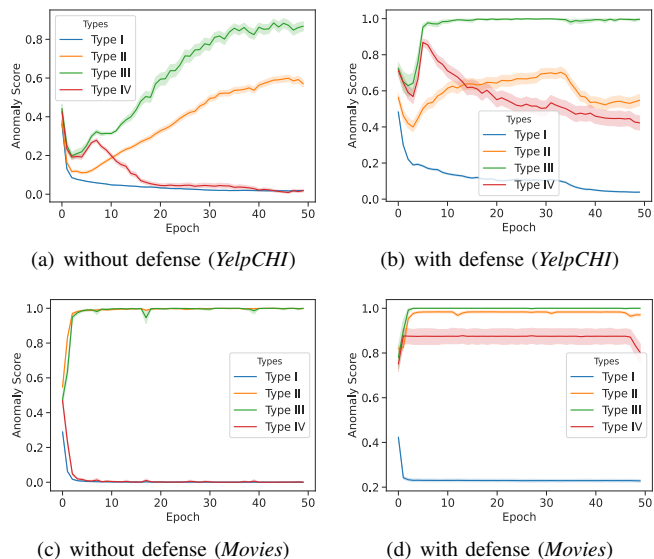 Anomaly Score
0.8
0.6
0.4
0.2
0.0
Types
Type I
Type II
Type III
Type IV
0 10 20 30 40 50
Epoch
(a) without defense (YelpCHI)
Anomaly Score
1.0
0.8
0.6
0.4
0.2
0.0
Types
Type I
Type II
Type III
Type IV
0 10 20 30 40 50
Epoch
(b) with defense (YelpCHI)
Anomaly Score
1.0
0.8
0.6
0.4
0.2
0.0
Types
Type I
Type II
Type III
Type IV
0 10 20 30 40 50
Epoch
(c) without defense (Movies)
Anomaly Score
1.0
0.8
0.6
0.4
0.2
Types
Type I
Type II
Type III
Type IV
0 10 20 30 40 50
Epoch
(d) with defense (Movies)